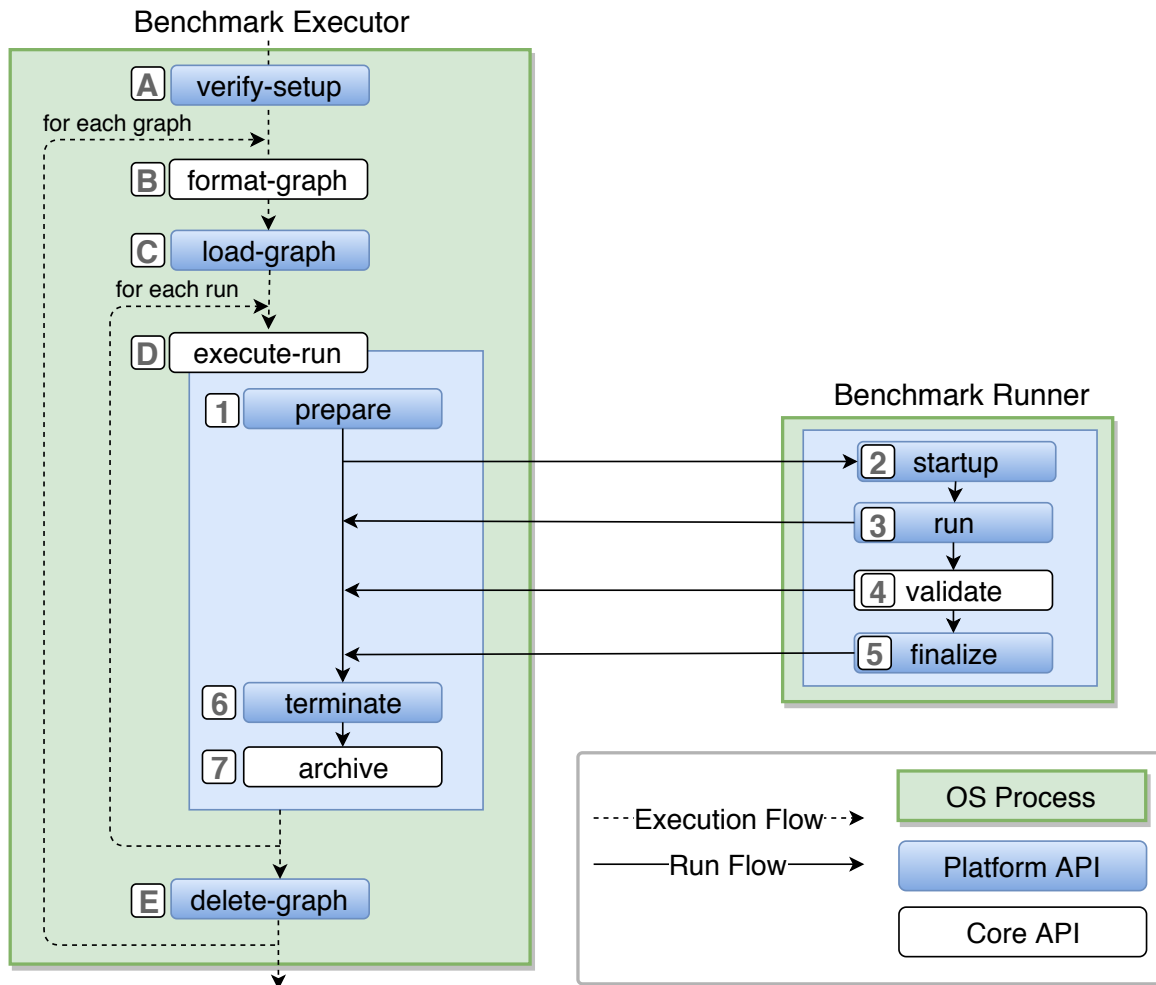 Benchmark Executor
A verify-setup
for each graph
B format-graph
C load-graph
for each run
D execute-run
1 prepare
Benchmark Runner
2 startup
3 run
4 validate
5 finalize
6 terminate
7 archive
E delete-graph
Execution Flow
Run Flow
OS Process
Platform API
Core API